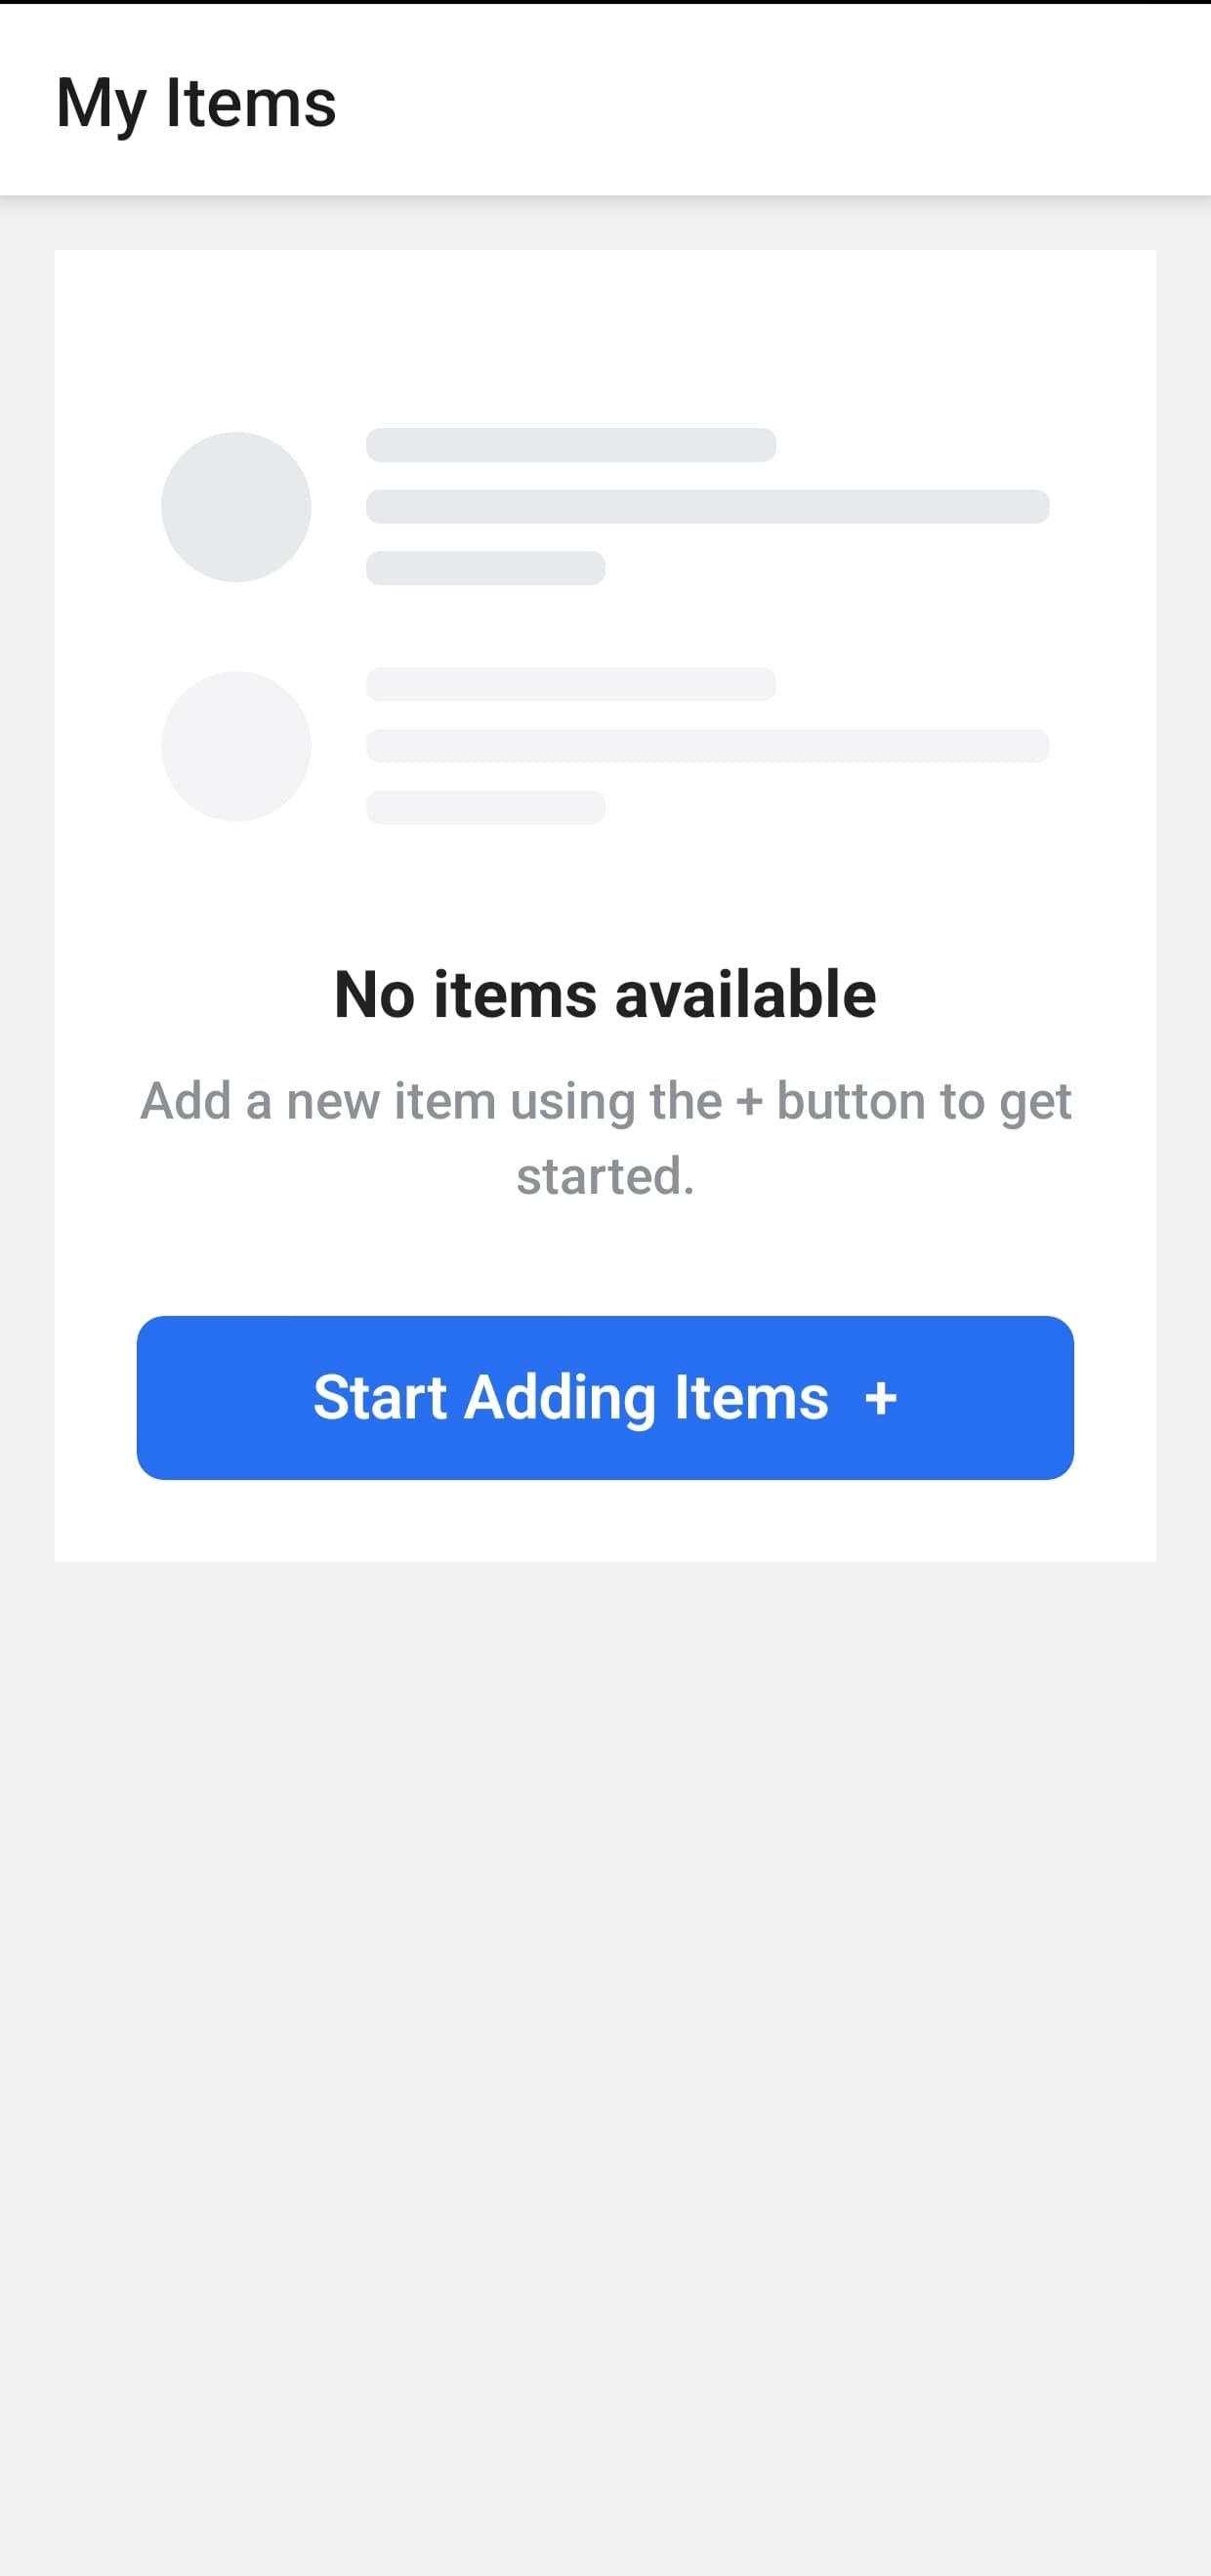 My Items
No items available
Add a new item using the + button to get
started.
Start Adding Items +